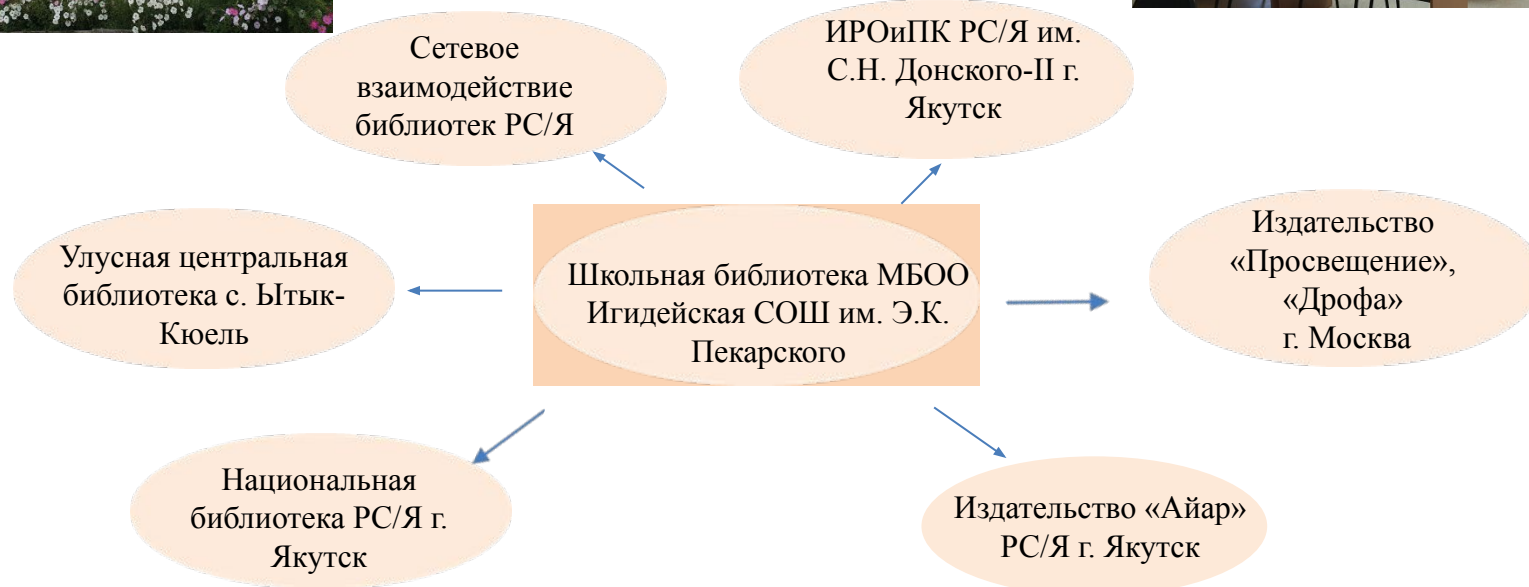 Сетевое
взаимодействие
библиотек РС/Я
ИРОиПК РС/Я им.
С.Н. Донского-II г.
Якутск
Улусная центральная
библиотека с. Ытык-
Кюель
Школьная библиотека МБОО
Игидейская СОШ им. Э.К.
Пекарского
Издательство
«Просвещение»,
«Дрофа»
г. Москва
Национальная
библиотека РС/Я г.
Якутск
Издательство «Айар»
РС/Я г. Якутск